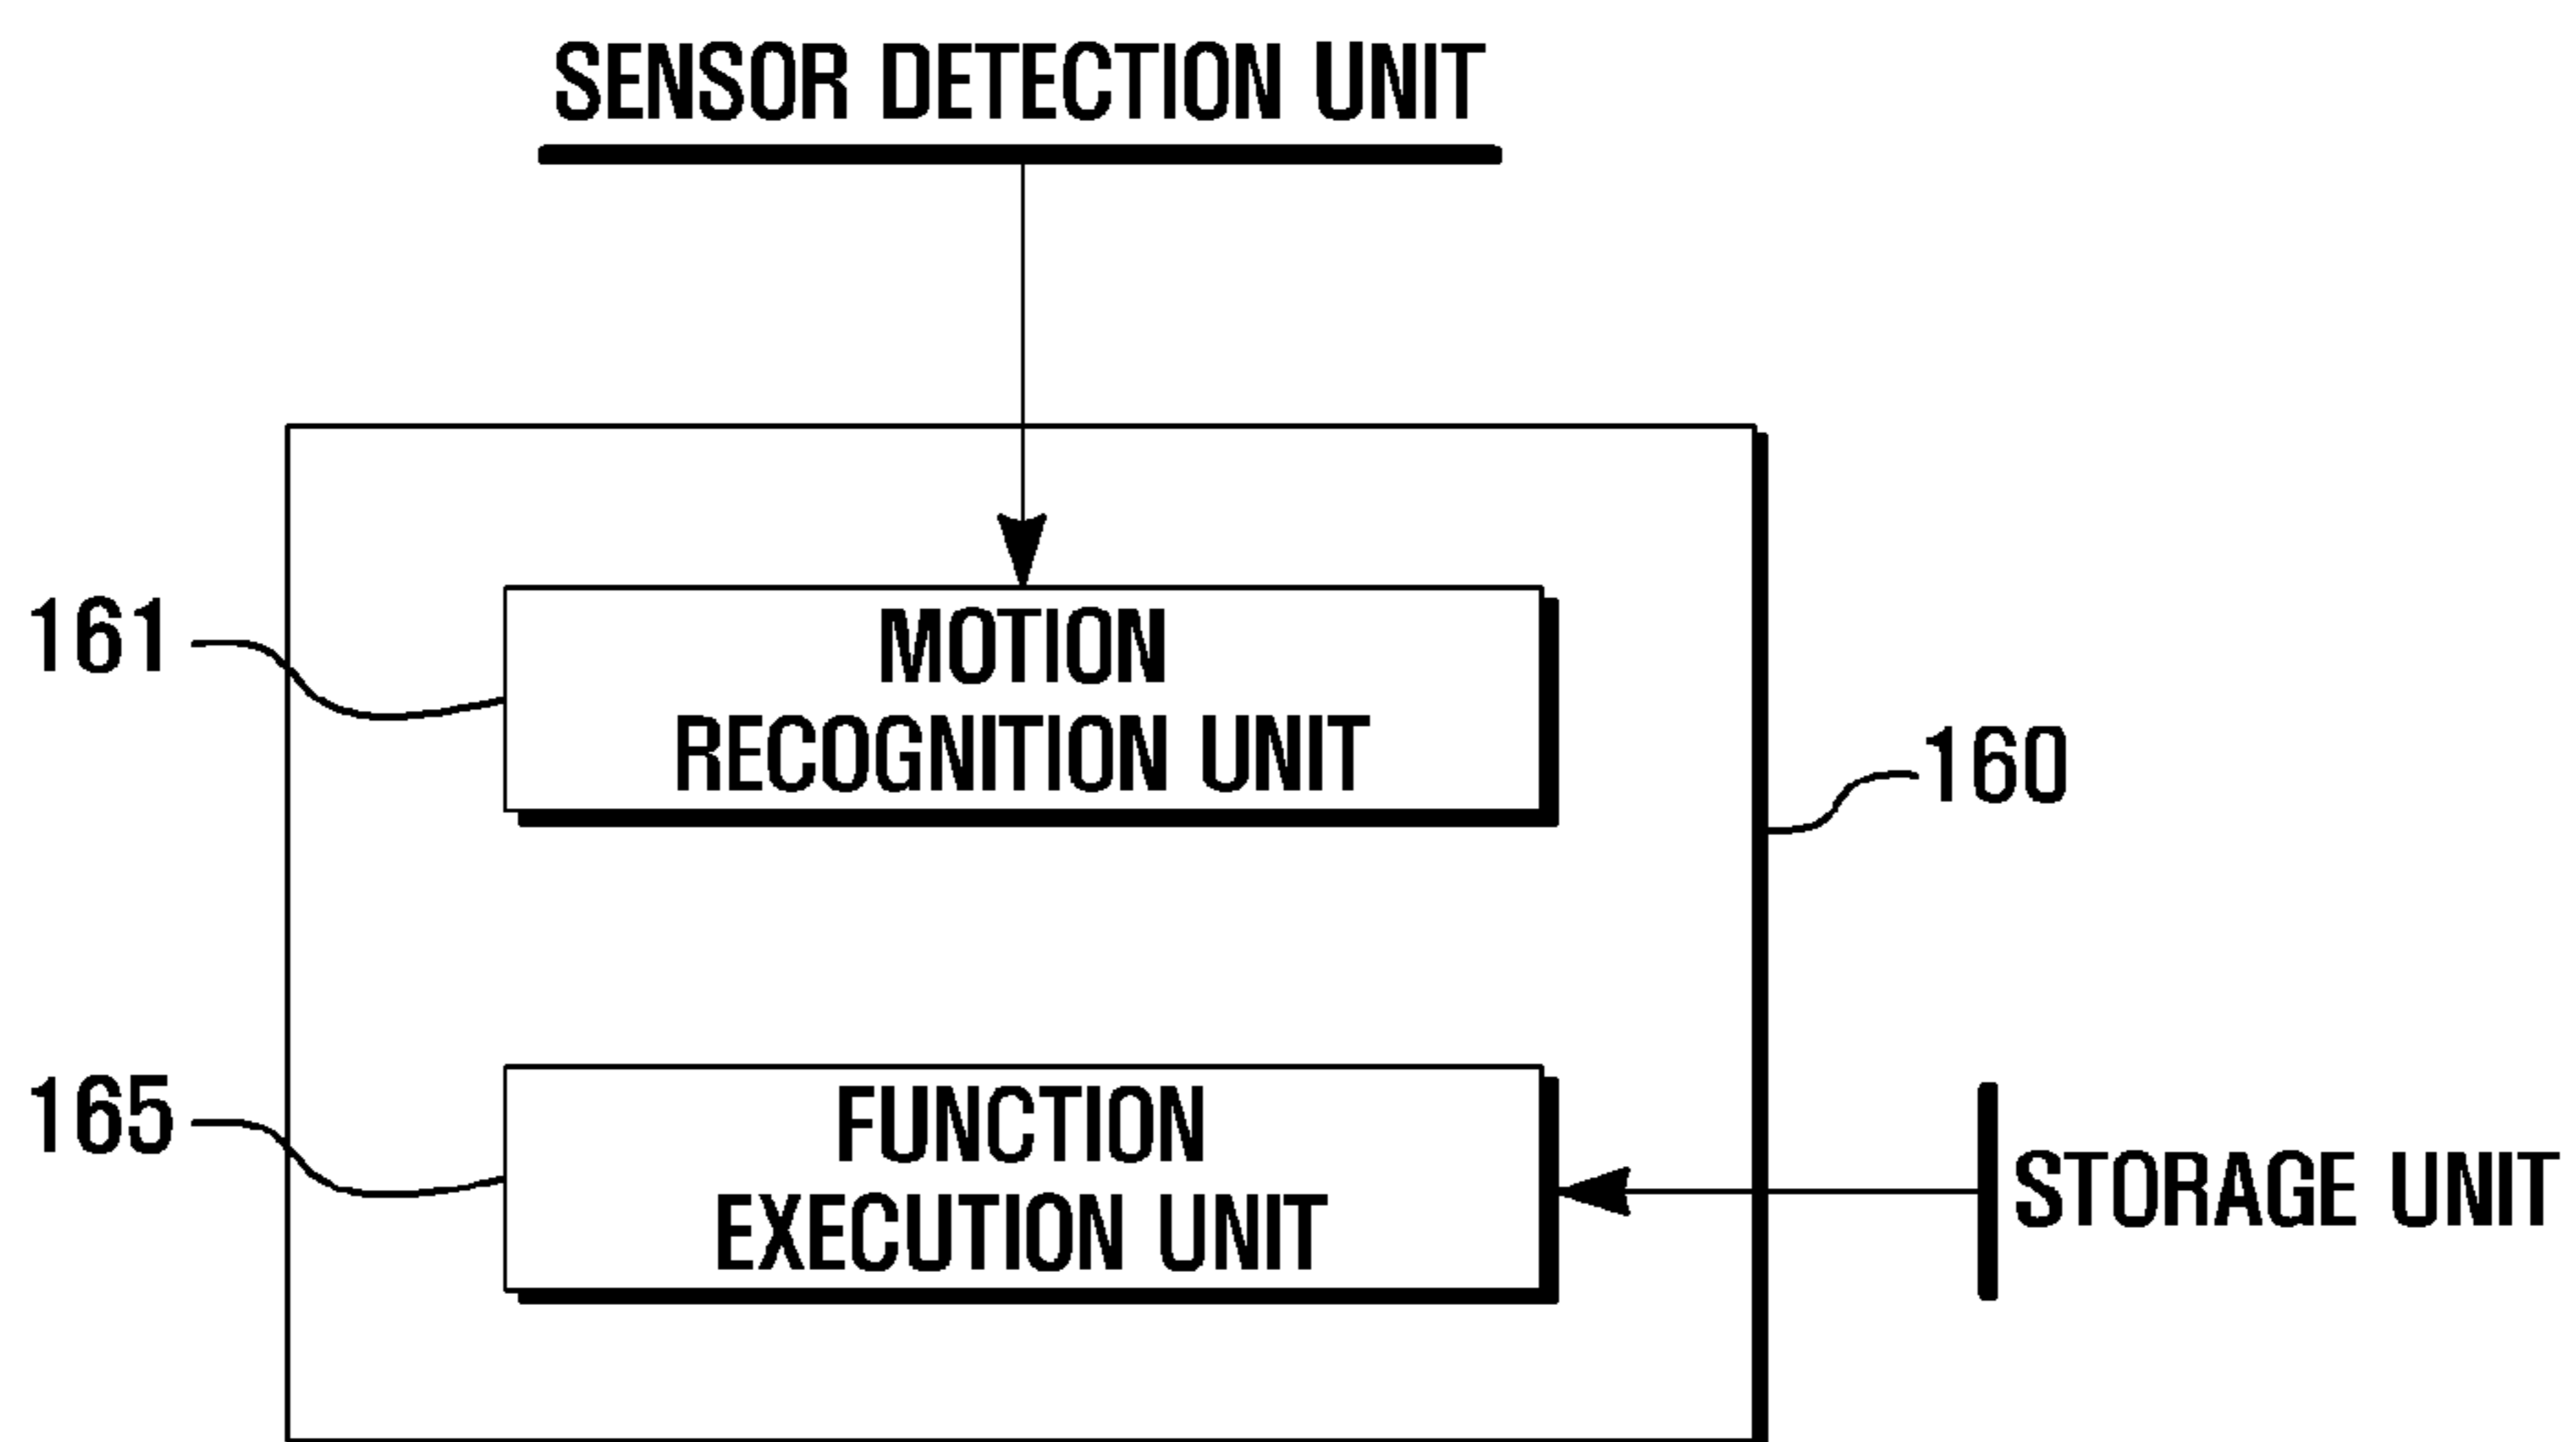 SENSOR DETECTION UNIT
161
MOTION
RECOGNITION UNIT
160
165
FUNCTION
EXECUTION UNIT
STORAGE UNIT